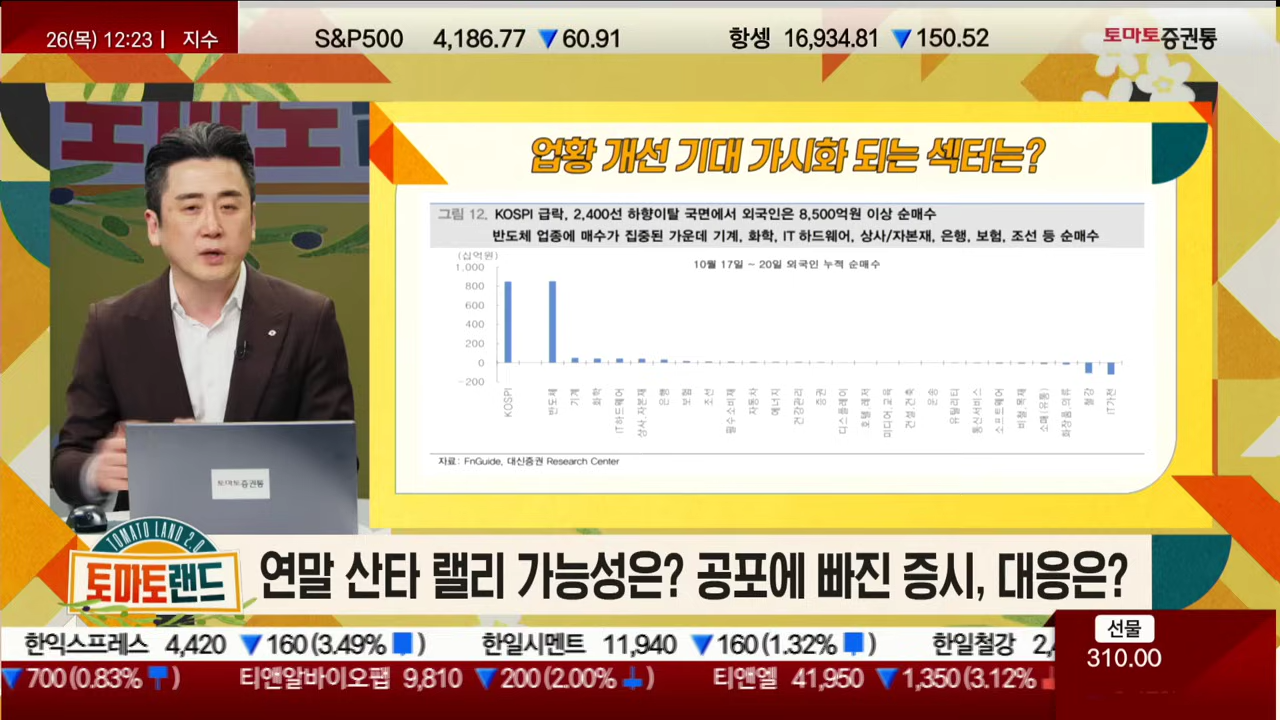 26(목) 12:23 | 지수
S&P500 4,186.77 ▼60.91
항셍 16,934.81 ▼150.52
토마토증권통
업황 개선 기대 가시화 되는 섹터는?
그림 12. KOSPI 급락, 2,400선 하향이탈 국면에서 외국인은 8,500억원 이상 순매수
반도체 업종에 매수가 집중된 가운데 기계, 화학, IT 하드웨어, 상사/자본재, 은행, 보험, 조선 등 순매수
(십억원)
10월 17일 ~ 20일 외국인 누적 순매수
1,000
800
600
400
200
0
-200
KOSPI
반도체
기계
화학
IT하드웨어
상사,자본재
은행
보험
조선
필수소비재
자동차
에너지
건강관리
증권
디스플레이
호텔,레저
미디어,교육
건설,건축
운송
유틸리티
통신서비스
소프트웨어
비철,목재
소매(유통)
화장품,의류
철강
IT가전
자료: FnGuide, 대신증권 Research Center
토마토증권통
TOMATO LAND 2.0
토마토랜드
연말 산타 랠리 가능성은? 공포에 빠진 증시, 대응은?
한익스프레스 4,420 ▼160(3.49% ) 한일시멘트 11,940 ▼160(1.32% ) 한일철강 2,4
선물
310.00
▼700(0.83% ) 티앤알바이오팹 9,810 ▼200(2.00% ) 티앤엘 41,950 ▼1,350(3.12%